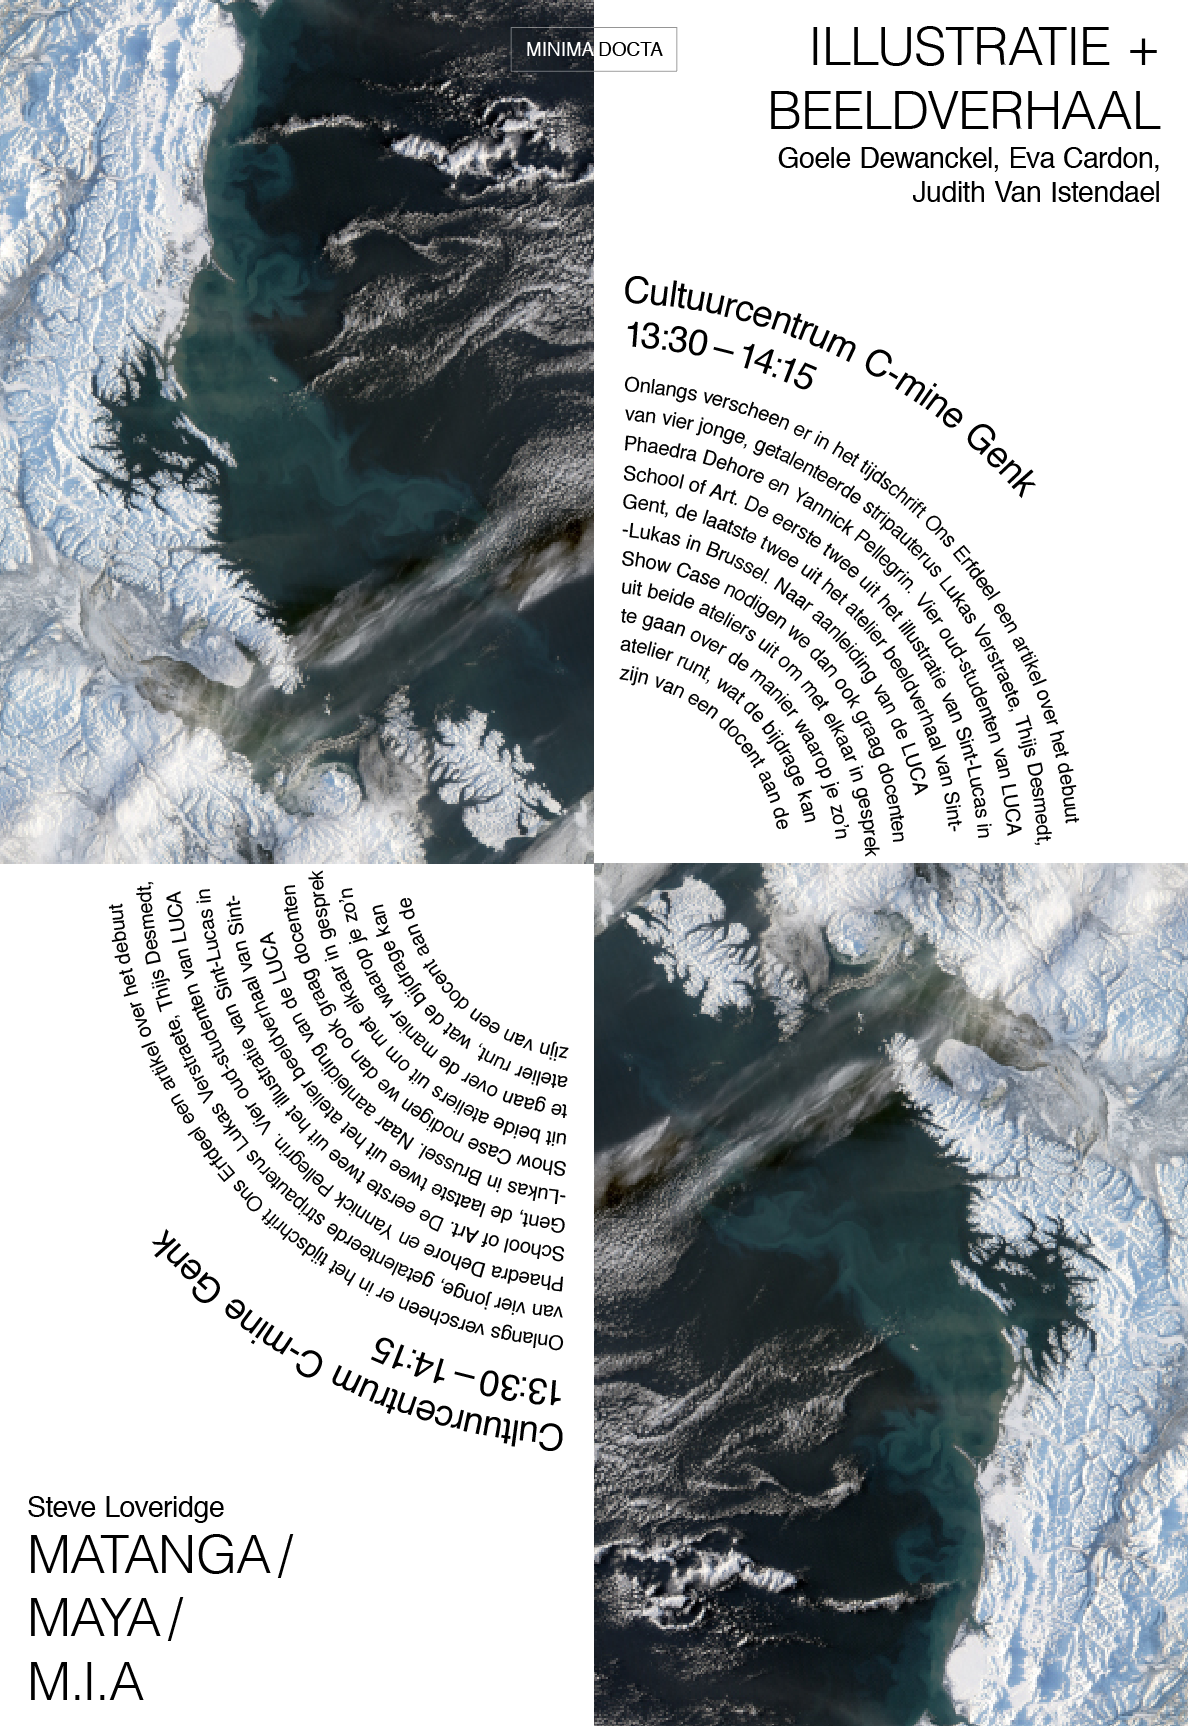 MINIMA DOCTA
ILLUSTRATIE +
BEELDVERHAAL
Goele Dewanckel, Eva Cardon,
Judith Van Istendael
Cultuurcentrum C-mine Genk
13:30 – 14:15
Onlangs verscheen er in het tijdschrift Ons Erfdeel een artikel over het debuut
van vier jonge, getalenteerde stripauterus Lukas Verstraete, Thijs Desmedt,
Phaedra Dehore en Yannick Pellegrin. Vier oud-studenten van LUCA
School of Art. De eerste twee uit het illustratie van Sint-Lucas in
Gent, de laatste twee uit het atelier beeldverhaal van Sint-
-Lukas in Brussel. Naar aanleiding van de LUCA
Show Case nodigen we dan ook graag docenten
uit beide ateliers uit om met elkaar in gesprek
te gaan over de manier waarop je zo'n
atelier runt, wat de bijdrage kan
zijn van een docent aan de
Cultuurcentrum C-mine Genk
13:30 – 14:15
Onlangs verscheen er in het tijdschrift Ons Erfdeel een artikel over het debuut
van vier jonge, getalenteerde stripauterus Lukas Verstraete, Thijs Desmedt,
Phaedra Dehore en Yannick Pellegrin. Vier oud-studenten van LUCA
School of Art. De eerste twee uit het illustratie van Sint-Lucas in
Gent, de laatste twee uit het atelier beeldverhaal van Sint-
-Lukas in Brussel. Naar aanleiding van de LUCA
Show Case nodigen we dan ook graag docenten
uit beide ateliers uit om met elkaar in gesprek
te gaan over de manier waarop je zo'n
atelier runt, wat de bijdrage kan
zijn van een docent aan de
Steve Loveridge
MATANGA /
MAYA /
M.I.A